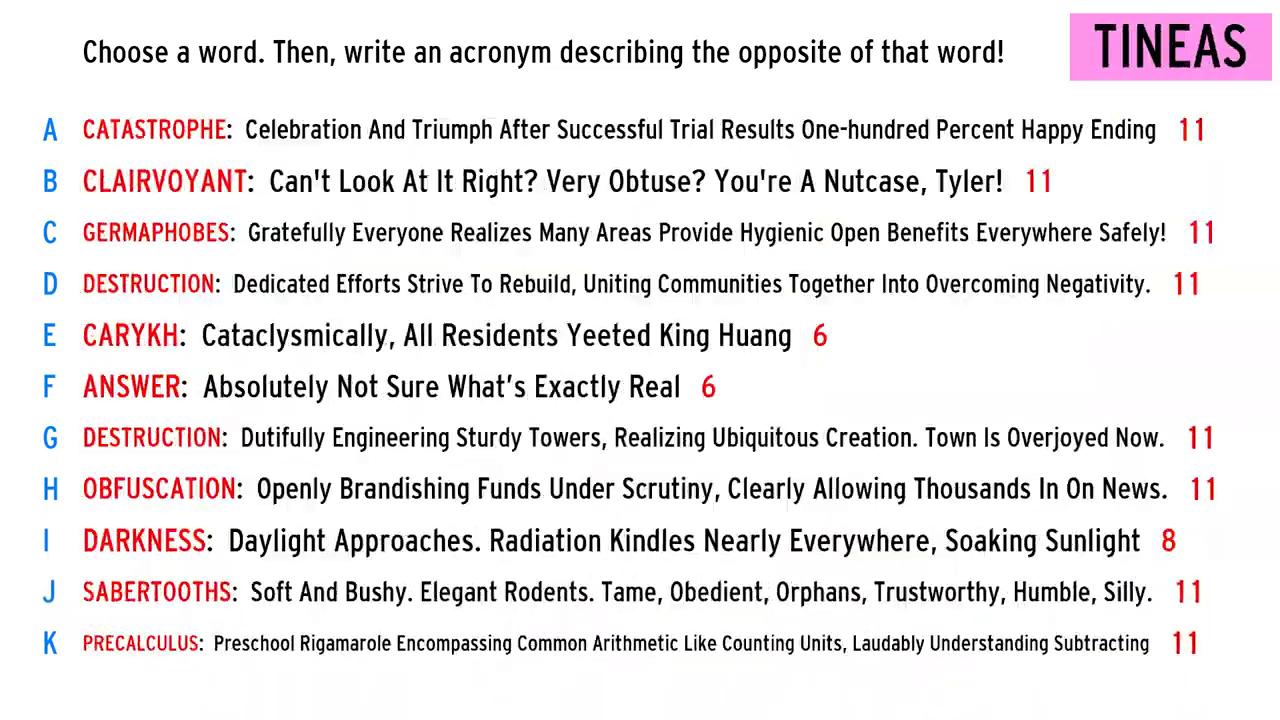 Choose a word. Then, write an acronym describing the opposite of that word!
TINEAS
A CATASTROPHE: Celebration And Triumph After Successful Trial Results One-hundred Percent Happy Ending 11
B CLAIRVOYANT: Can't Look At It Right? Very Obtuse? You're A Nutcase, Tyler! 11
C GERMAPHOBES: Gratefully Everyone Realizes Many Areas Provide Hygienic Open Benefits Everywhere Safely! 11
D DESTRUCTION: Dedicated Efforts Strive To Rebuild, Uniting Communities Together Into Overcoming Negativity. 11
E CARYKH: Cataclysmically, All Residents Yeeted King Huang 6
F ANSWER: Absolutely Not Sure What’s Exactly Real 6
G DESTRUCTION: Dutifully Engineering Sturdy Towers, Realizing Ubiquitous Creation. Town Is Overjoyed Now. 11
H OBFUSCATION: Openly Brandishing Funds Under Scrutiny, Clearly Allowing Thousands In On News. 11
I DARKNESS: Daylight Approaches. Radiation Kindles Nearly Everywhere, Soaking Sunlight 8
J SABERTOOTHS: Soft And Bushy. Elegant Rodents. Tame, Obedient, Orphans, Trustworthy, Humble, Silly. 11
K PRECALCULUS: Preschool Rigamarole Encompassing Common Arithmetic Like Counting Units, Laudably Understanding Subtracting 11